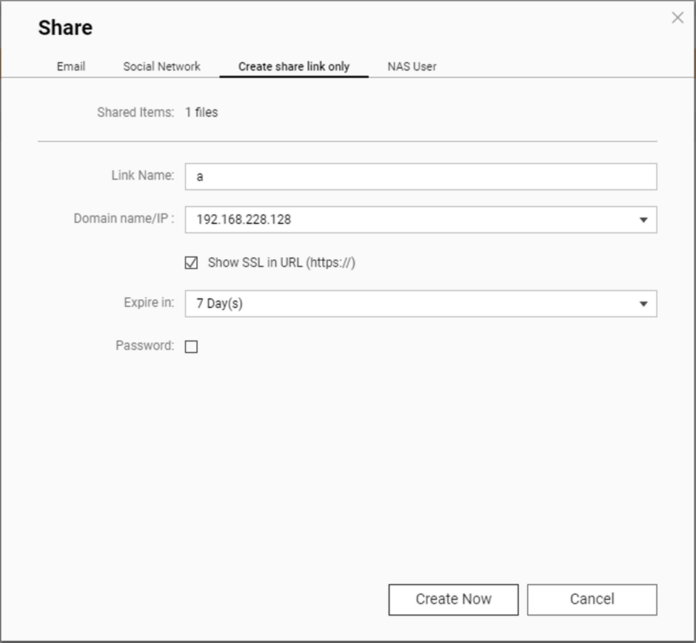 Share
Email Social Network Create share link only NAS User
Shared Items: 1 files
Link Name: a
Domain name/IP : 192.168.228.128
Show SSL in URL (https://)
Expire in: 7 Day(s)
Password:
Create Now Cancel